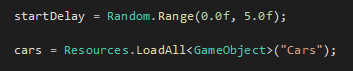 startDelay = Random.Range(0.0f, 5.0f);
cars = Resources.LoadAll<GameObject>("Cars");